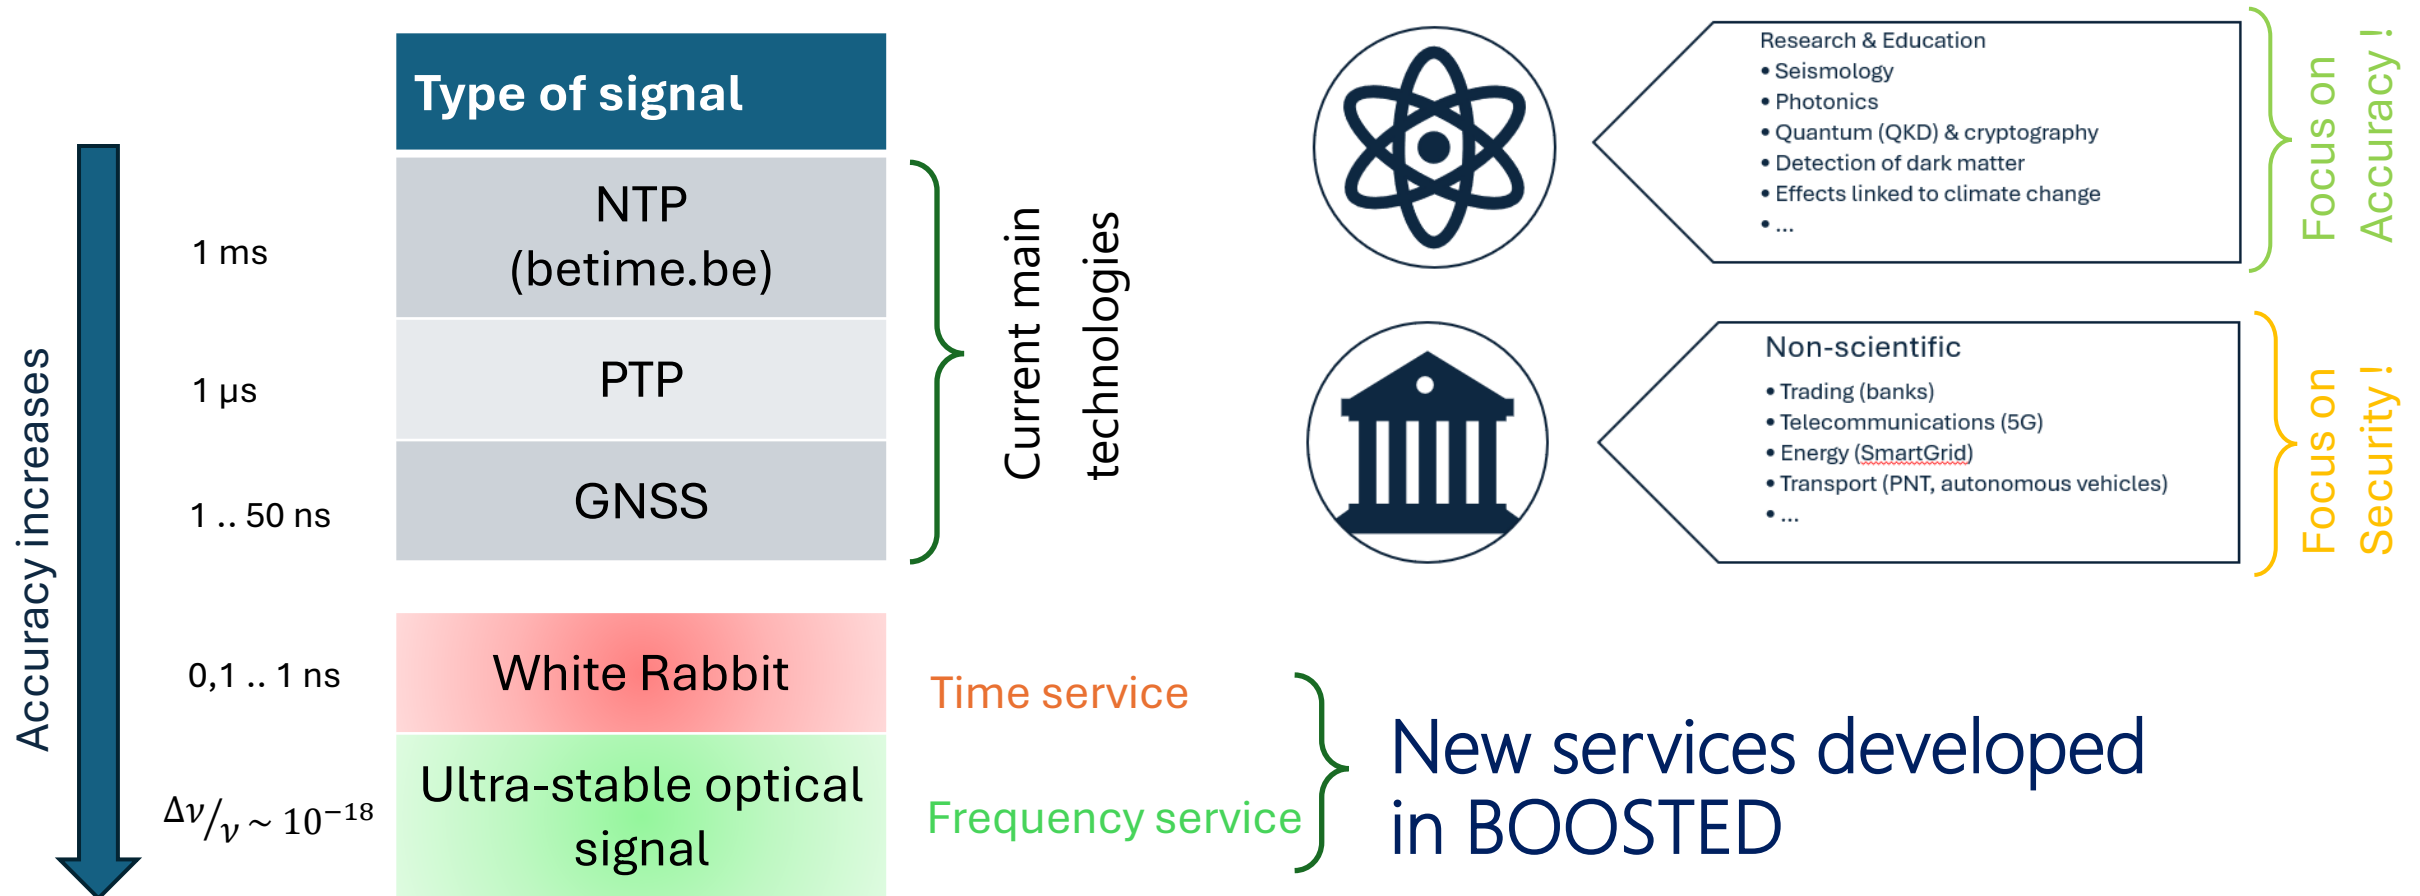 Type of signal
Accuracy increases
1 ms
NTP
(betime.be)
1 µs
PTP
1 .. 50 ns
GNSS
Current main
technologies
0,1 .. 1 ns
White Rabbit
Time service
Δν/ν ~ 10⁻¹⁸
Ultra-stable optical
signal
Frequency service
New services developed
in BOOSTED
Research & Education
• Seismology
• Photonics
• Quantum (QKD) & cryptography
• Detection of dark matter
• Effects linked to climate change
• ...
Focus on
Accuracy !
Non-scientific
• Trading (banks)
• Telecommunications (5G)
• Energy (SmartGrid)
• Transport (PNT, autonomous vehicles)
• ...
Focus on
Security !